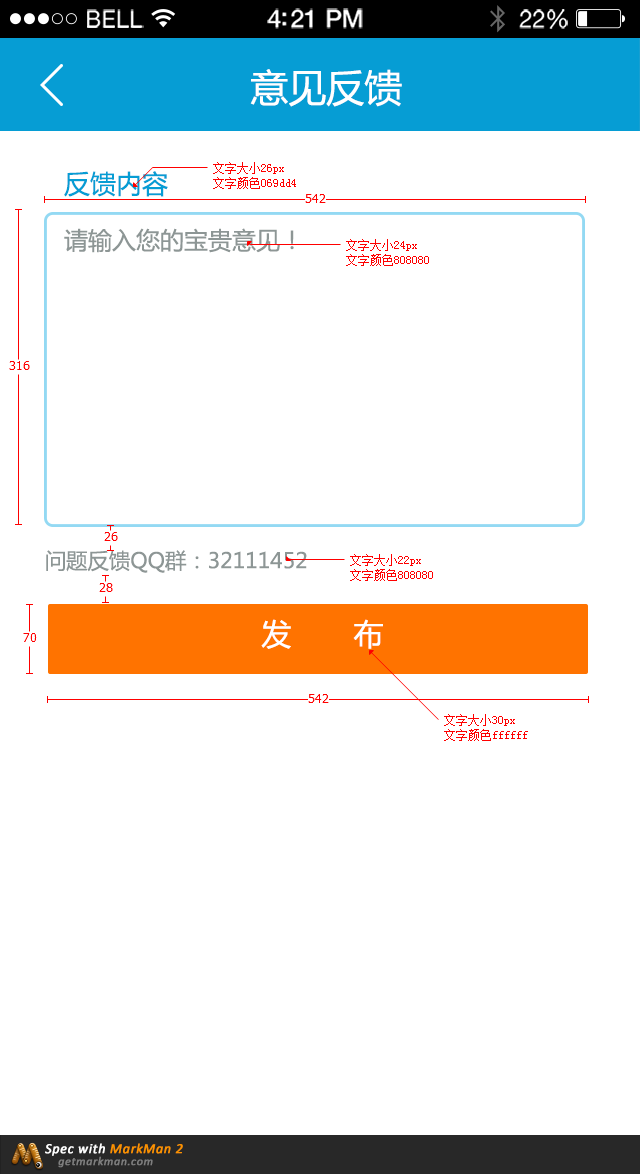 BELL 4:21 PM 22%
意见反馈
反馈内容
文字大小26px
文字颜色069dd4
542
请输入您的宝贵意见！
文字大小24px
文字颜色808080
316
26
问题反馈QQ群：32111452
文字大小22px
文字颜色808080
28
70
发 布
542
文字大小30px
文字颜色ffffff
Spec with MarkMan 2
getmarkman.com